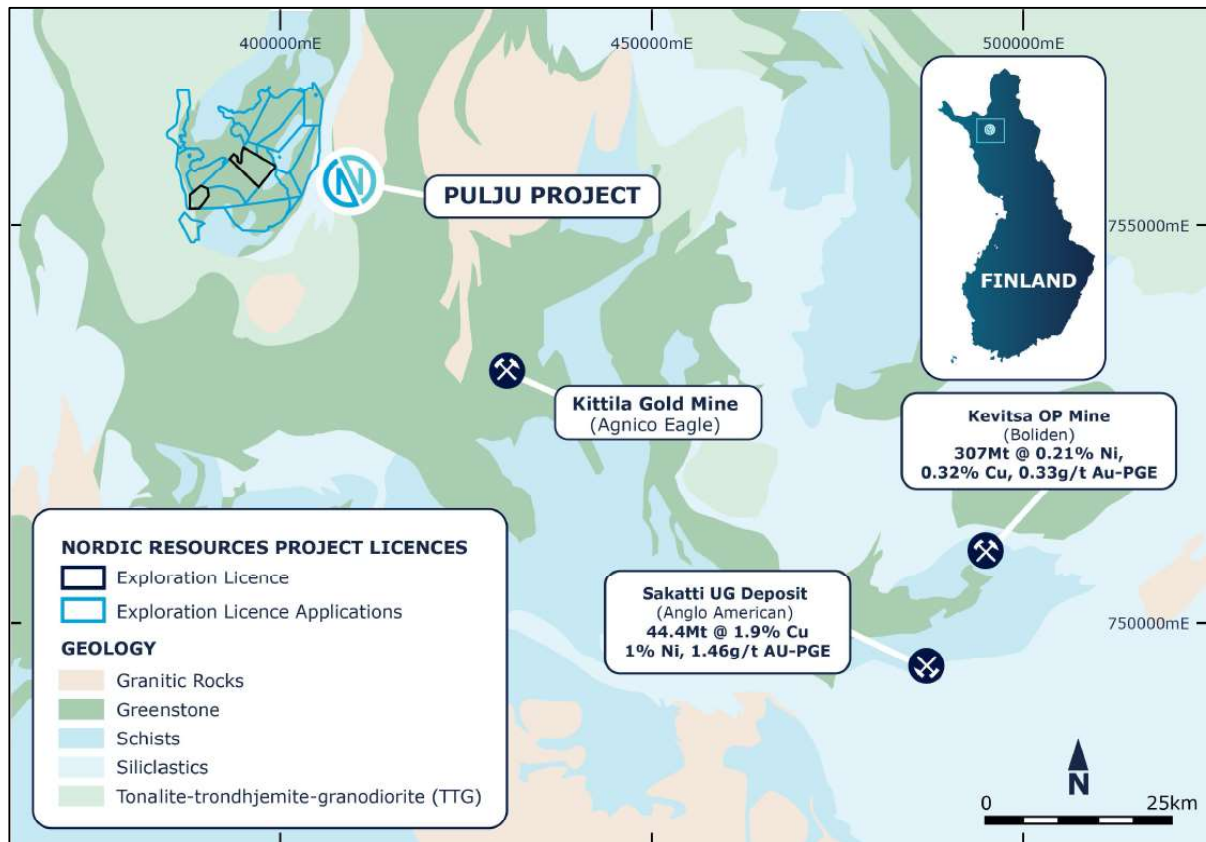 400000mE
450000mE
500000mE
PULJU PROJECT
755000mE
FINLAND
Kittila Gold Mine
(Agnico Eagle)
Kevitsa OP Mine
(Boliden)
307Mt @ 0.21% Ni,
0.32% Cu, 0.33g/t Au-PGE
Sakatti UG Deposit
(Anglo American)
44.4Mt @ 1.9% Cu
1% Ni, 1.46g/t AU-PGE
750000mE
NORDIC RESOURCES PROJECT LICENCES
Exploration Licence
Exploration Licence Applications
GEOLOGY
Granitic Rocks
Greenstone
Schists
Siliclastics
Tonalite-trondhjemite-granodiorite (TTG)
N
0 25km